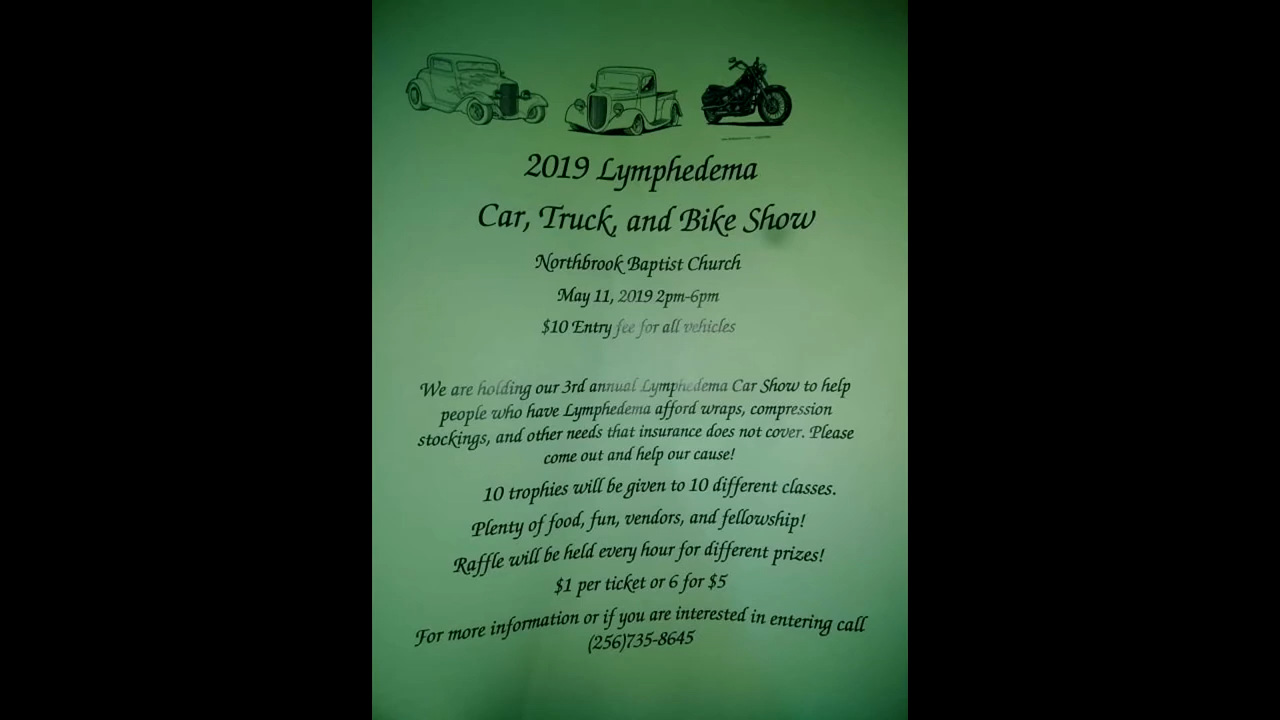 2019 Lymphedema
Car, Truck, and Bike Show
Northbrook Baptist Church
May 11, 2019 2pm-6pm
$10 Entry fee for all vehicles
We are holding our 3rd annual Lymphedema Car Show to help
people who have Lymphedema afford wraps, compression
stockings, and other needs that insurance does not cover. Please
come out and help our cause!
10 trophies will be given to 10 different classes.
Plenty of food, fun, vendors, and fellowship!
Raffle will be held every hour for different prizes!
$1 per ticket or 6 for $5
For more information or if you are interested in entering call
(256)735-8645